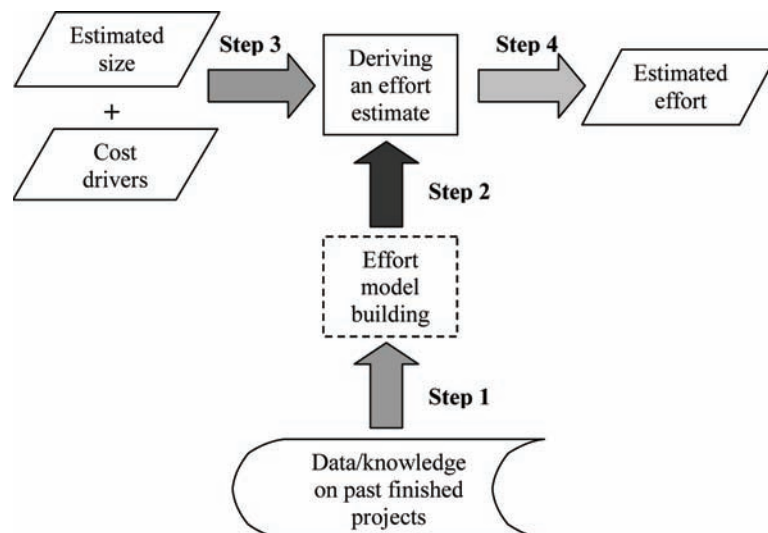 Estimated
size
+
Cost
drivers
Step 3
Deriving
an effort
estimate
Step 4
Estimated
effort
Step 2
Effort
model
building
Step 1
Data/knowledge
on past finished
projects